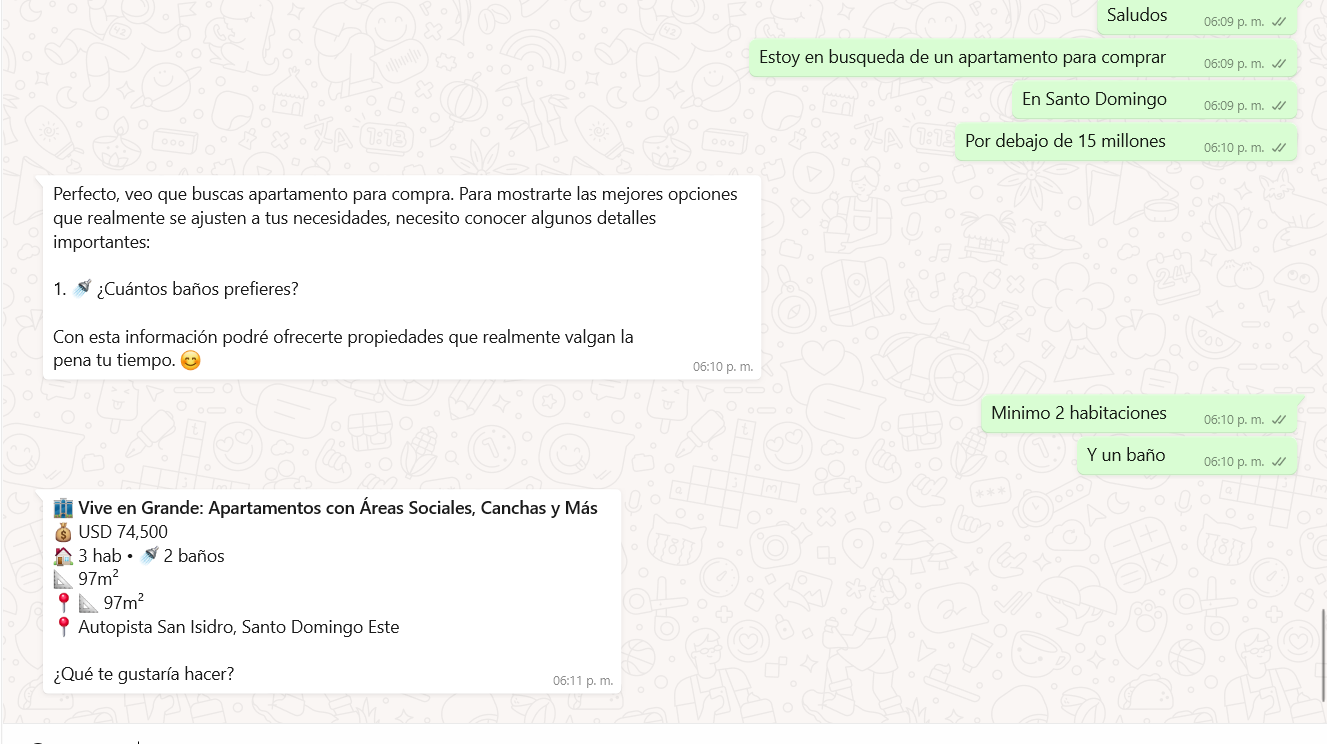 Saludos
06:09 p. m.
Estoy en busqueda de un apartamento para comprar
06:09 p. m.
En Santo Domingo
06:09 p. m.
Por debajo de 15 millones
06:10 p. m.
Perfecto, veo que buscas apartamento para compra. Para mostrarte las mejores opciones
que realmente se ajusten a tus necesidades, necesito conocer algunos detalles
importantes:
1. 🚿 ¿Cuántos baños prefieres?
Con esta información podré ofrecerte propiedades que realmente valgan la
pena tu tiempo. 😊
06:10 p. m.
Minimo 2 habitaciones
06:10 p. m.
Y un baño
06:10 p. m.
🏢 Vive en Grande: Apartamentos con Áreas Sociales, Canchas y Más
💰 USD 74,500
🏠 3 hab • 🚿 2 baños
📐 97m²
📍 📐 97m²
📍 Autopista San Isidro, Santo Domingo Este
¿Qué te gustaría hacer?
06:11 p. m.